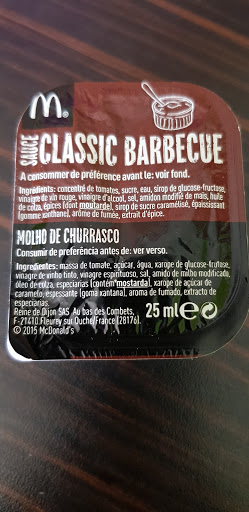 M
SAUCE
CLASSIC BARBECUE
A consommer de préférence avant le: voir fond.
Ingrédients: concentré de tomates, sucre, eau, sirop de glucose-fructose,
vinaigre de vin rouge, vinaigre d'alcool, sel, amidon modifié de maïs, huile
de colza, épices (dont moutarde), sirop de sucre caramélisé, épaississant
(gomme xanthane), arôme de fumée, extrait d'épice.
MOLHO DE CHURRASCO
Consumir de preferência antes de: ver verso.
Ingredientes: massa de tomate, açúcar, água, xarope de glucose-frutose,
vinagre de vinho tinto, vinagre espirituoso, sal, amido de milho modificado,
óleo de colza, especiarias (contém mostarda), xarope de açúcar de
caramelo, espessante (goma xantana), aroma de fumado, extracto de
especiarias.
Reine de Dijon SAS. Au bas des Combets,
F-21410 Fleurey sur Ouche/France (28176).
© 2015 McDonald's
25 ml e